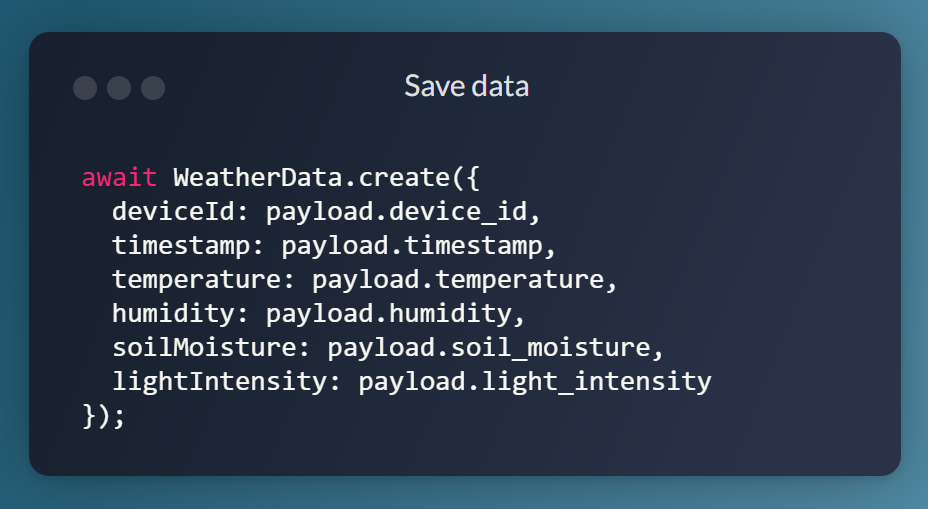 Save data
await WeatherData.create({
  deviceId: payload.device_id,
  timestamp: payload.timestamp,
  temperature: payload.temperature,
  humidity: payload.humidity,
  soilMoisture: payload.soil_moisture,
  lightIntensity: payload.light_intensity
});